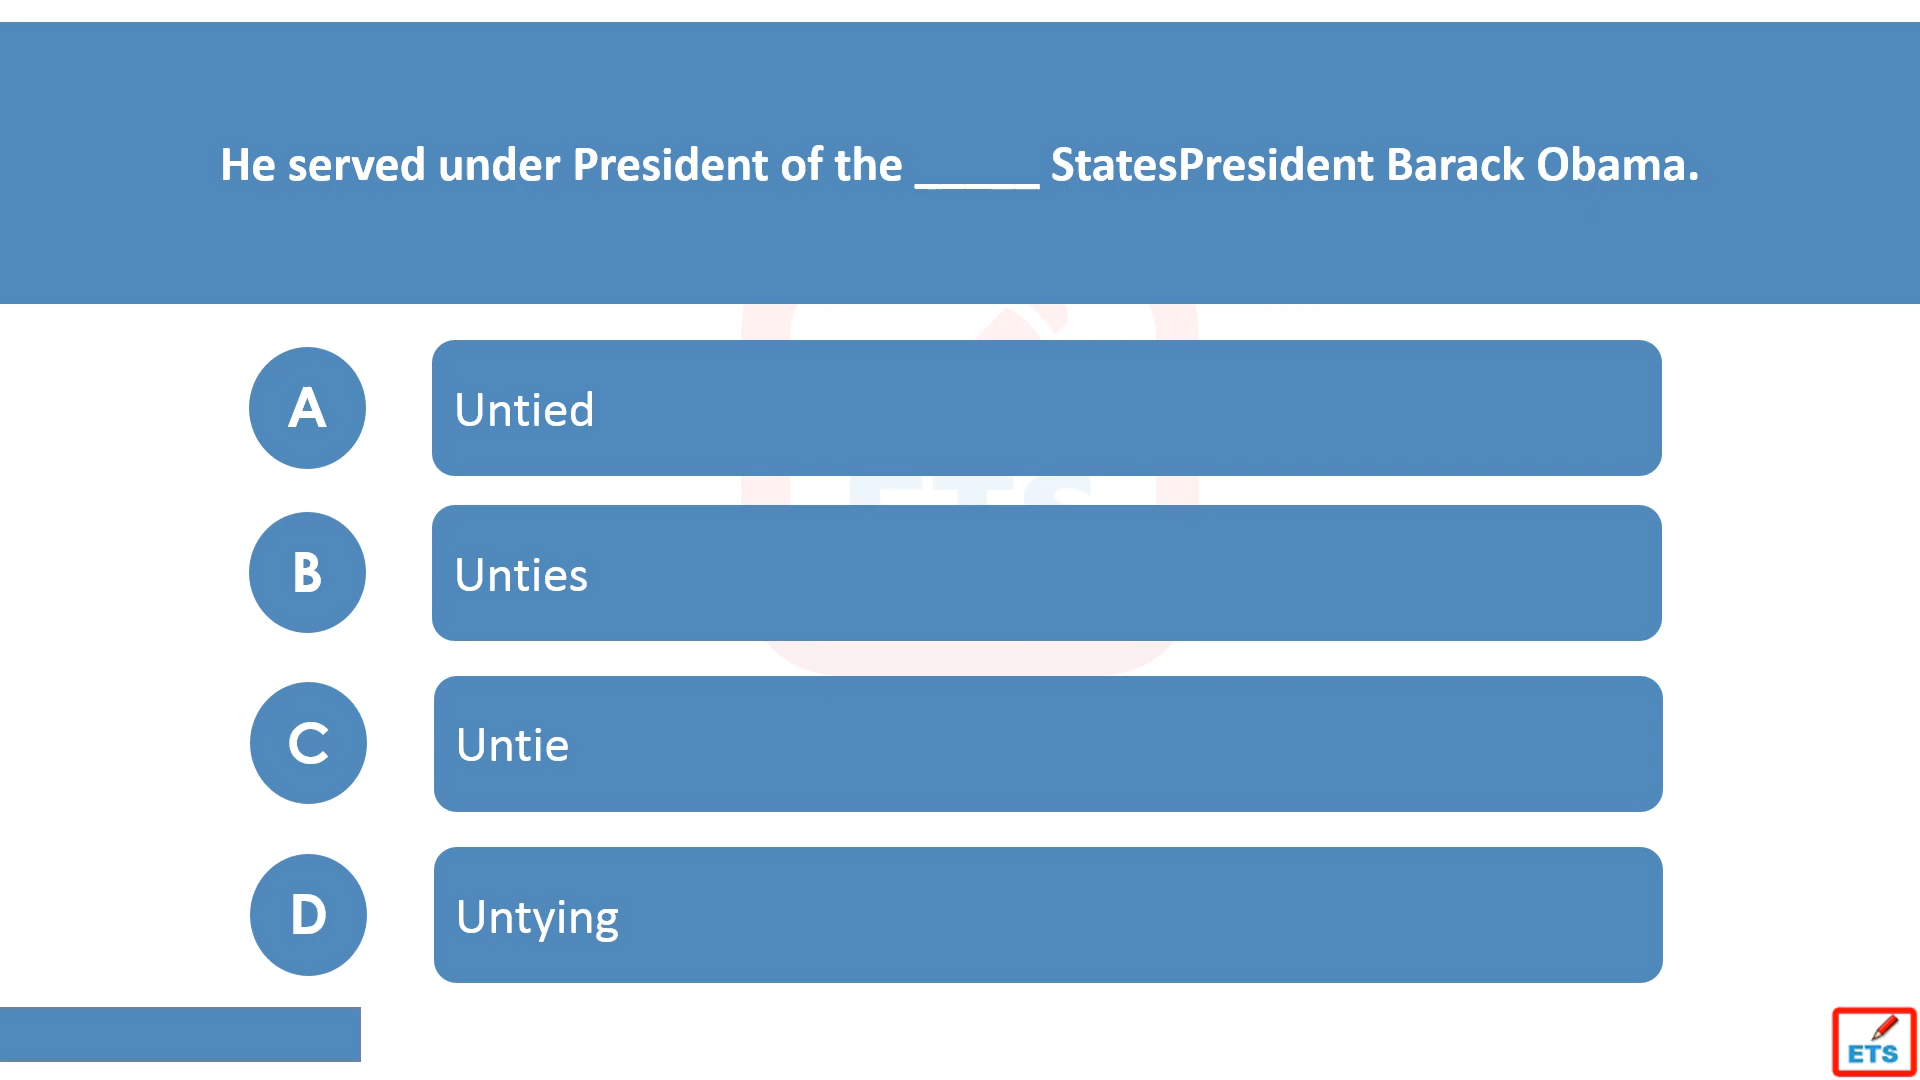 He served under President of the _____ StatesPresident Barack Obama.
A
Untied
B
Unties
C
Untie
D
Untying
ETS